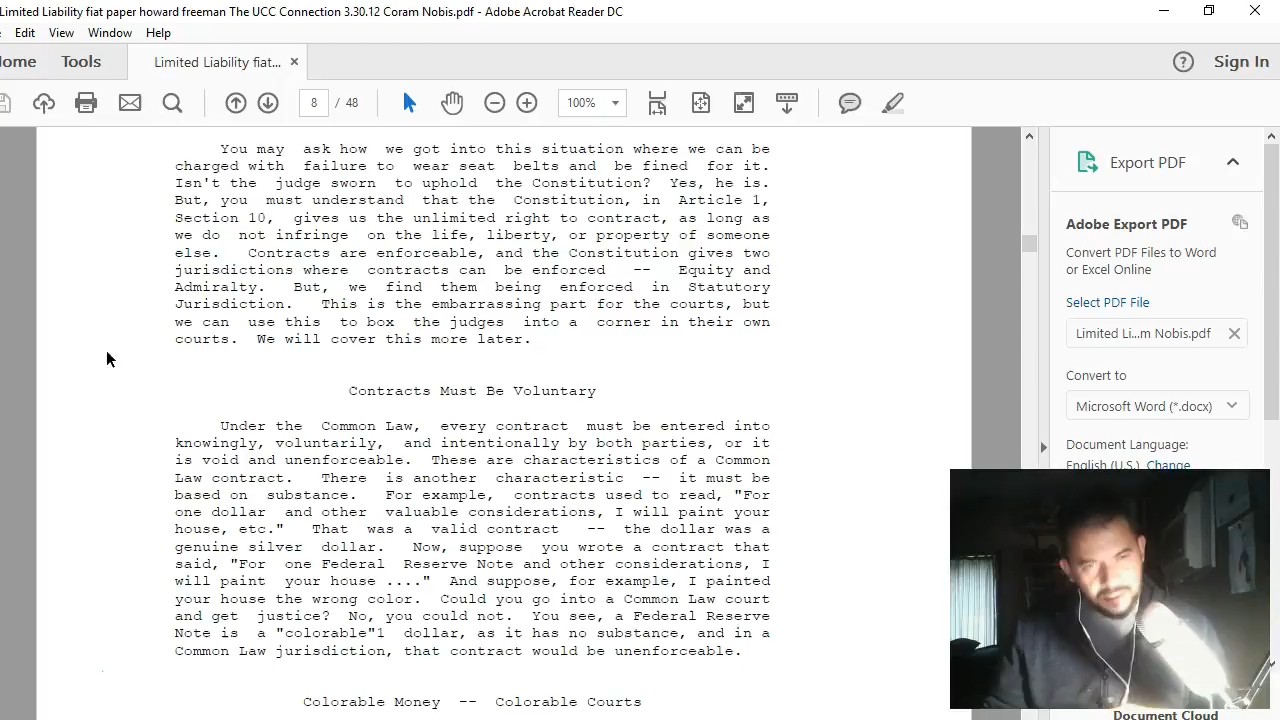 Limited Liability fiat paper howard freeman The UCC Connection 3.30.12 Coram Nobis.pdf - Adobe Acrobat Reader DC
Edit View Window Help
Home Tools Limited Liability fiat... × ? Sign In
8 / 48 100%
You may ask how we got into this situation where we can be
charged with failure to wear seat belts and be fined for it.
Isn't the judge sworn to uphold the Constitution? Yes, he is.
But, you must understand that the Constitution, in Article 1,
Section 10, gives us the unlimited right to contract, as long as
we do not infringe on the life, liberty, or property of someone
else. Contracts are enforceable, and the Constitution gives two
jurisdictions where contracts can be enforced -- Equity and
Admiralty. But, we find them being enforced in Statutory
Jurisdiction. This is the embarrassing part for the courts, but
we can use this to box the judges into a corner in their own
courts. We will cover this more later.
Contracts Must Be Voluntary
Under the Common Law, every contract must be entered into
knowingly, voluntarily, and intentionally by both parties, or it
is void and unenforceable. These are characteristics of a Common
Law contract. There is another characteristic -- it must be
based on substance. For example, contracts used to read, "For
one dollar and other valuable considerations, I will paint your
house, etc." That was a valid contract -- the dollar was a
genuine silver dollar. Now, suppose you wrote a contract that
said, "For one Federal Reserve Note and other considerations, I
will paint your house ...." And suppose, for example, I painted
your house the wrong color. Could you go into a Common Law court
and get justice? No, you could not. You see, a Federal Reserve
Note is a "colorable"1 dollar, as it has no substance, and in a
Common Law jurisdiction, that contract would be unenforceable.
Colorable Money -- Colorable Courts
Export PDF
Adobe Export PDF
Convert PDF Files to Word
or Excel Online
Select PDF File
Limited Li...m Nobis.pdf
Convert to
Microsoft Word (*.docx)
Document Language:
English (U.S.) Change
Document Cloud